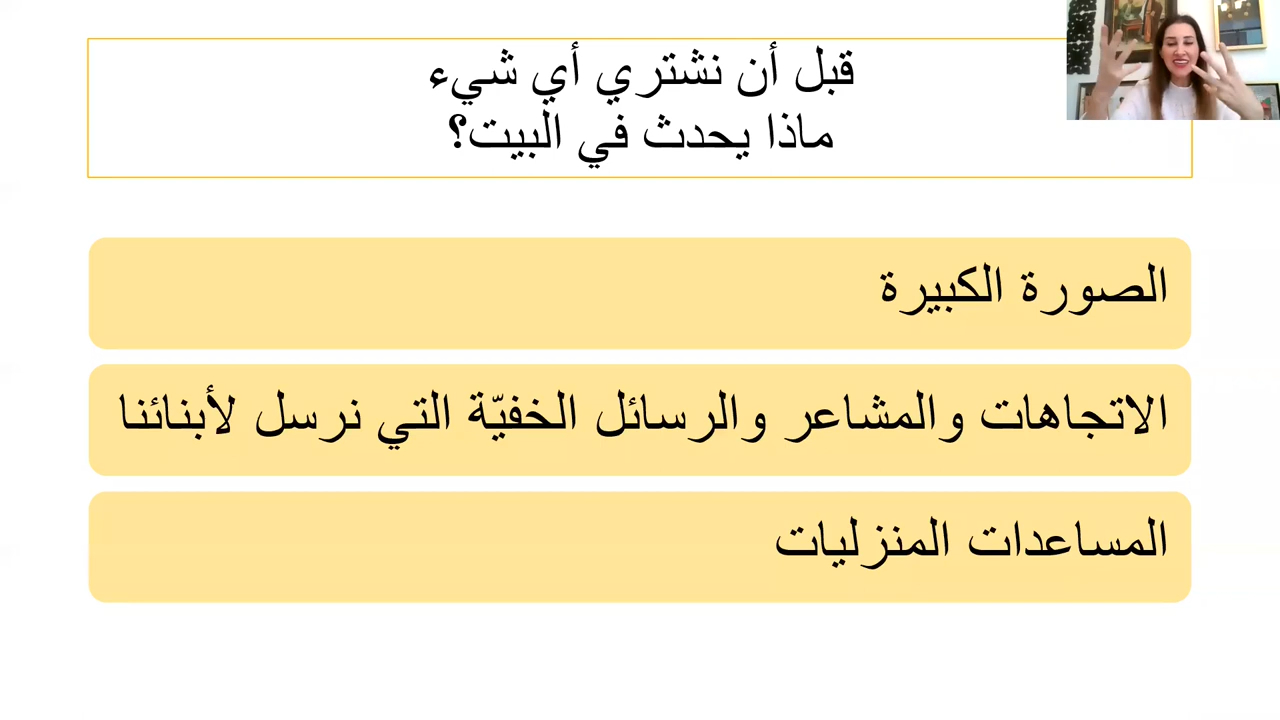 قبل أن نشتري أي شيء
ماذا يحدث في البيت؟
الصورة الكبيرة
الاتجاهات والمشاعر والرسائل الخفيّة التي نرسل لأبنائنا
المساعدات المنزليات